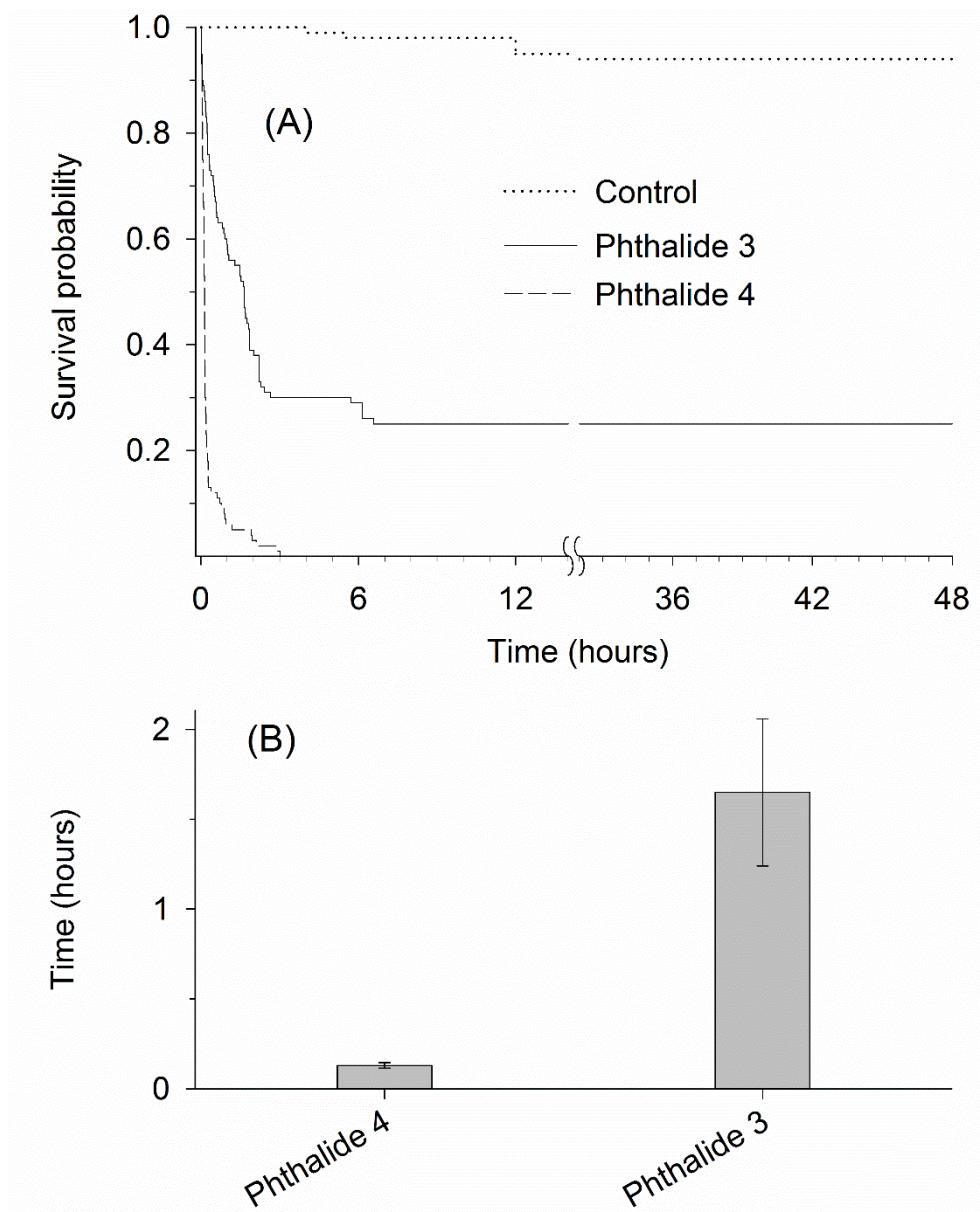 1.0
(A)
0.8
Control
Phthalide 3
0.6
Phthalide 4
Survival probability
0.4
0.2
0 6 12 36 42 48
Time (hours)
2
(B)
Time (hours)
1
0
Phthalide 4
Phthalide 3